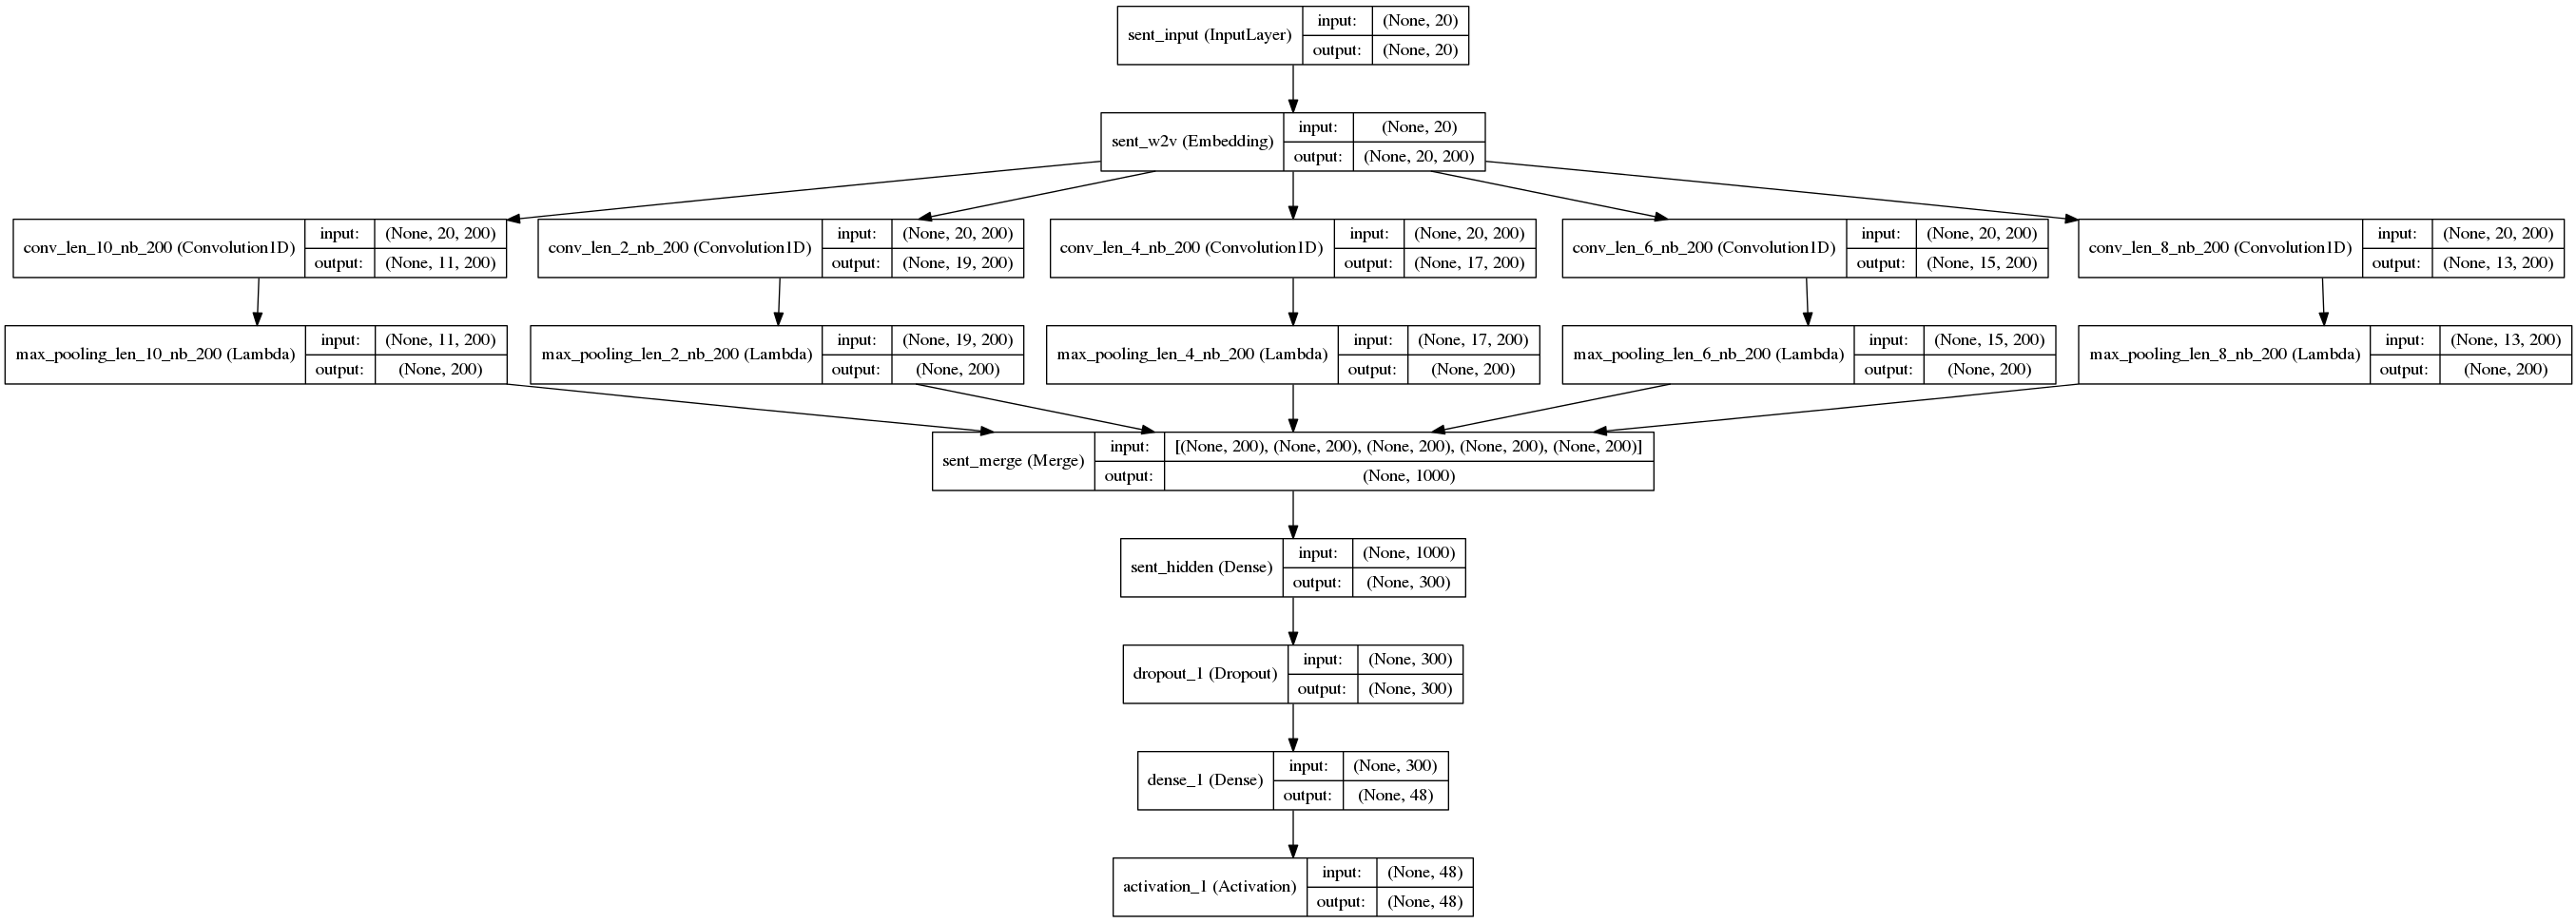 sent_input (InputLayer)
input: (None, 20)
output: (None, 20)
sent_w2v (Embedding)
input: (None, 20)
output: (None, 20, 200)
conv_len_10_nb_200 (Convolution1D)
input: (None, 20, 200)
output: (None, 11, 200)
conv_len_2_nb_200 (Convolution1D)
input: (None, 20, 200)
output: (None, 19, 200)
conv_len_4_nb_200 (Convolution1D)
input: (None, 20, 200)
output: (None, 17, 200)
conv_len_6_nb_200 (Convolution1D)
input: (None, 20, 200)
output: (None, 15, 200)
conv_len_8_nb_200 (Convolution1D)
input: (None, 20, 200)
output: (None, 13, 200)
max_pooling_len_10_nb_200 (Lambda)
input: (None, 11, 200)
output: (None, 200)
max_pooling_len_2_nb_200 (Lambda)
input: (None, 19, 200)
output: (None, 200)
max_pooling_len_4_nb_200 (Lambda)
input: (None, 17, 200)
output: (None, 200)
max_pooling_len_6_nb_200 (Lambda)
input: (None, 15, 200)
output: (None, 200)
max_pooling_len_8_nb_200 (Lambda)
input: (None, 13, 200)
output: (None, 200)
sent_merge (Merge)
input: [(None, 200), (None, 200), (None, 200), (None, 200), (None, 200)]
output: (None, 1000)
sent_hidden (Dense)
input: (None, 1000)
output: (None, 300)
dropout_1 (Dropout)
input: (None, 300)
output: (None, 300)
dense_1 (Dense)
input: (None, 300)
output: (None, 48)
activation_1 (Activation)
input: (None, 48)
output: (None, 48)